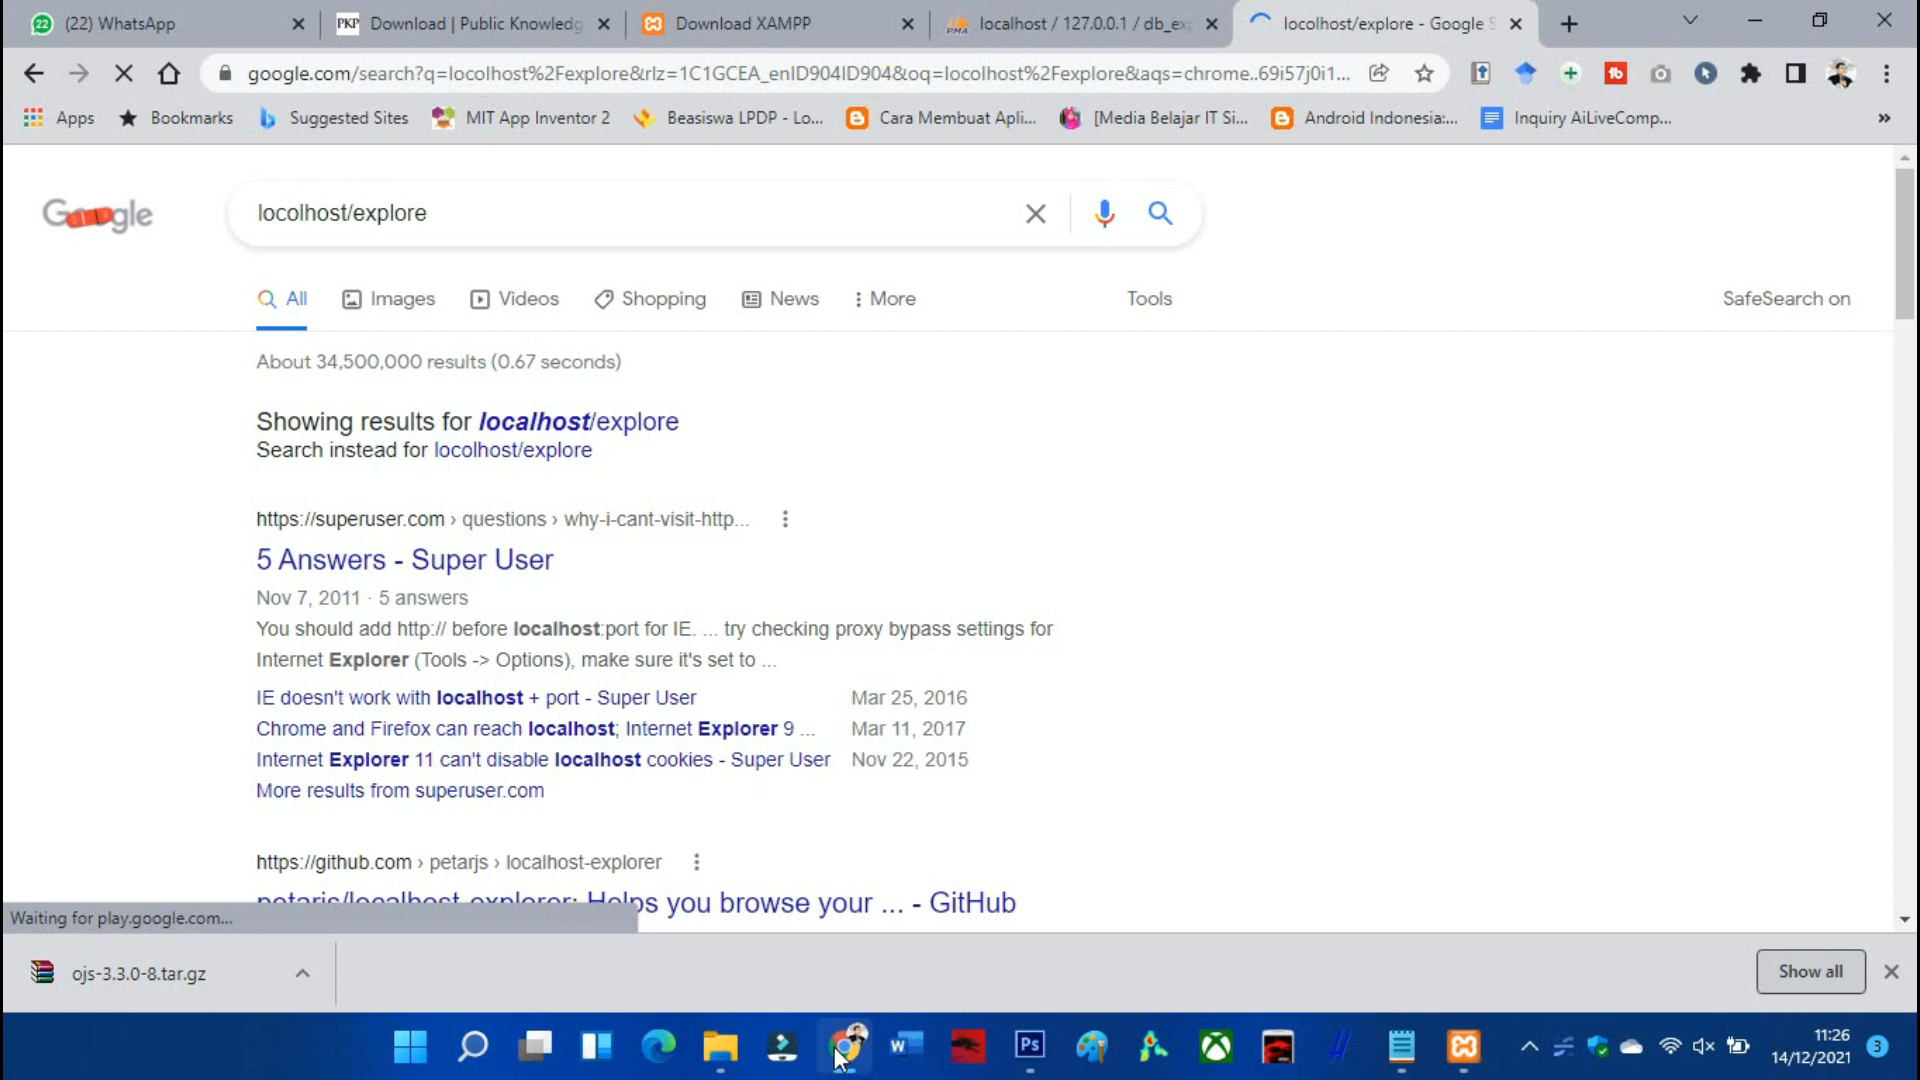 22 (22) WhatsApp
PKP Download | Public Knowledg
Download XAMPP
PMA localhost / 127.0.0.1 / db_ex
locolhost/explore - Google S
google.com/search?q=locolhost%2Fexplore&rlz=1C1GCEA_enID904ID904&oq=locolhost%2Fexplore&aqs=chrome..69i57j0i1...
Apps Bookmarks Suggested Sites MIT App Inventor 2 Beasiswa LPDP - Lo... Cara Membuat Apli... [Media Belajar IT Si... Android Indonesia:... Inquiry AiLiveComp... »
Google
locolhost/explore
All Images Videos Shopping News More Tools SafeSearch on
About 34,500,000 results (0.67 seconds)
Showing results for localhost/explore
Search instead for locolhost/explore
https://superuser.com › questions › why-i-cant-visit-http...
5 Answers - Super User
Nov 7, 2011 · 5 answers
You should add http:// before localhost:port for IE. ... try checking proxy bypass settings for
Internet Explorer (Tools -> Options), make sure it's set to ...
IE doesn't work with localhost + port - Super User Mar 25, 2016
Chrome and Firefox can reach localhost; Internet Explorer 9 ... Mar 11, 2017
Internet Explorer 11 can't disable localhost cookies - Super User Nov 22, 2015
More results from superuser.com
https://github.com › petarjs › localhost-explorer
petarjs/localhost-explorer: Helps you browse your ... - GitHub
Waiting for play.google.com...
ojs-3.3.0-8.tar.gz
Show all
W
Ps
11:26
14/12/2021
3